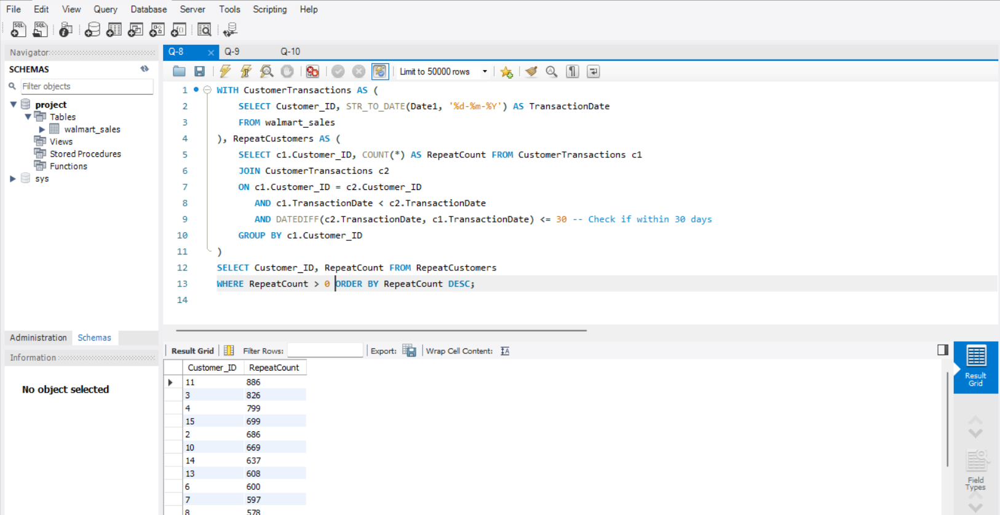 File Edit View Query Database Server Tools Scripting Help
Navigator
SCHEMAS
Filter objects
project
Tables
walmart_sales
Views
Stored Procedures
Functions
sys
Administration Schemas
Information
No object selected
Q-8 Q-9 Q-10
Limit to 50000 rows
1 WITH CustomerTransactions AS (
2 SELECT Customer_ID, STR_TO_DATE(Date1, '%d-%m-%Y') AS TransactionDate
3 FROM walmart_sales
4 ), RepeatCustomers AS (
5 SELECT c1.Customer_ID, COUNT(*) AS RepeatCount FROM CustomerTransactions c1
6 JOIN CustomerTransactions c2
7 ON c1.Customer_ID = c2.Customer_ID
8 AND c1.TransactionDate < c2.TransactionDate
9 AND DATEDIFF(c2.TransactionDate, c1.TransactionDate) <= 30 -- Check if within 30 days
10 GROUP BY c1.Customer_ID
11 )
12 SELECT Customer_ID, RepeatCount FROM RepeatCustomers
13 WHERE RepeatCount > 0 ORDER BY RepeatCount DESC;
14
Result Grid Filter Rows: Export: Wrap Cell Content:
Customer_ID RepeatCount
11 886
3 826
4 799
15 699
2 686
10 669
14 637
13 608
6 600
7 597
8 578
Result
Grid
Field
Types